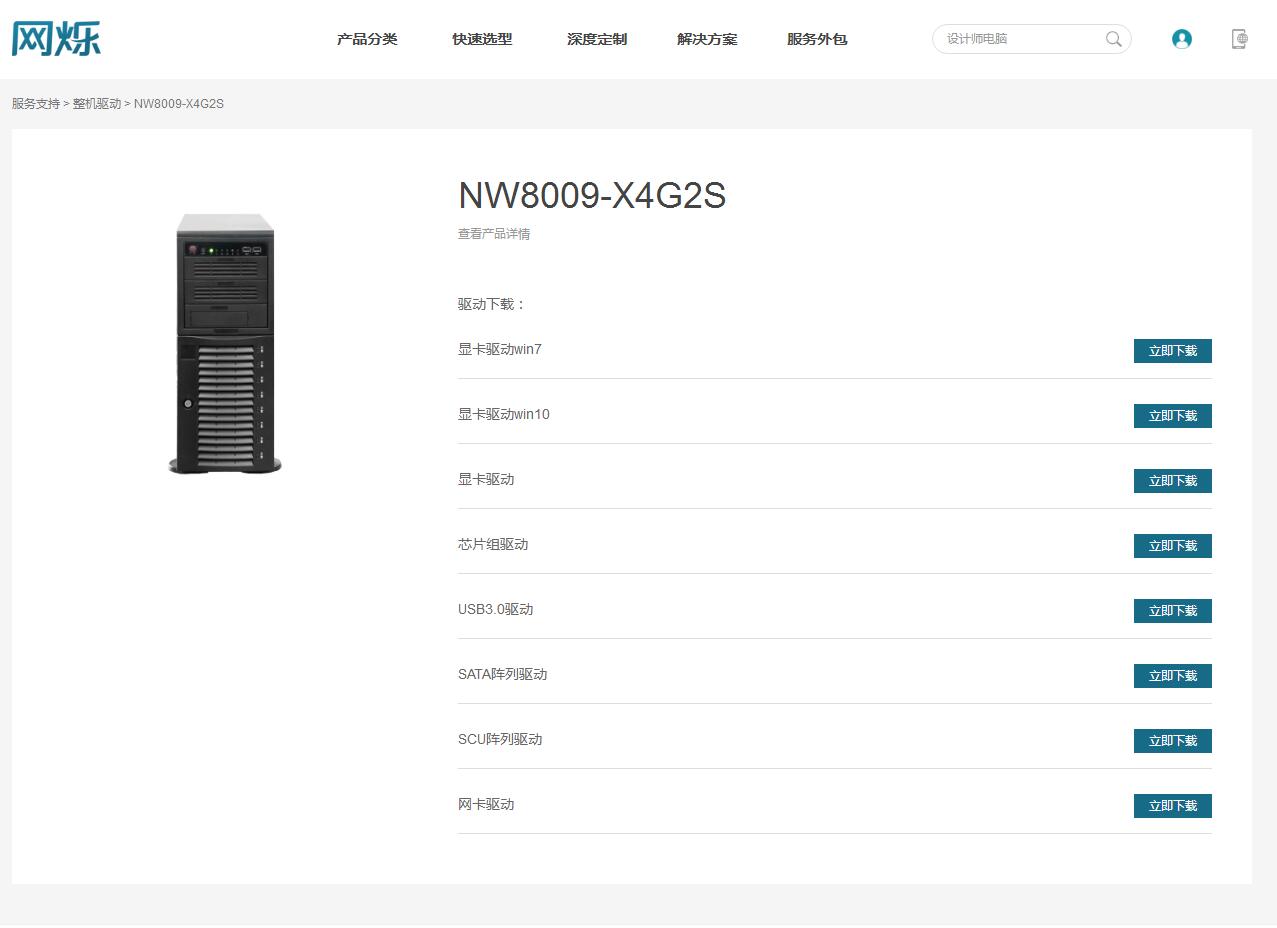 网烁
产品分类 快速选型 深度定制 解决方案 服务外包 设计师电脑
服务支持 > 整机驱动 > NW8009-X4G2S
NW8009-X4G2S
查看产品详情
驱动下载：
显卡驱动win7 立即下载
显卡驱动win10 立即下载
显卡驱动 立即下载
芯片组驱动 立即下载
USB3.0驱动 立即下载
SATA阵列驱动 立即下载
SCU阵列驱动 立即下载
网卡驱动 立即下载